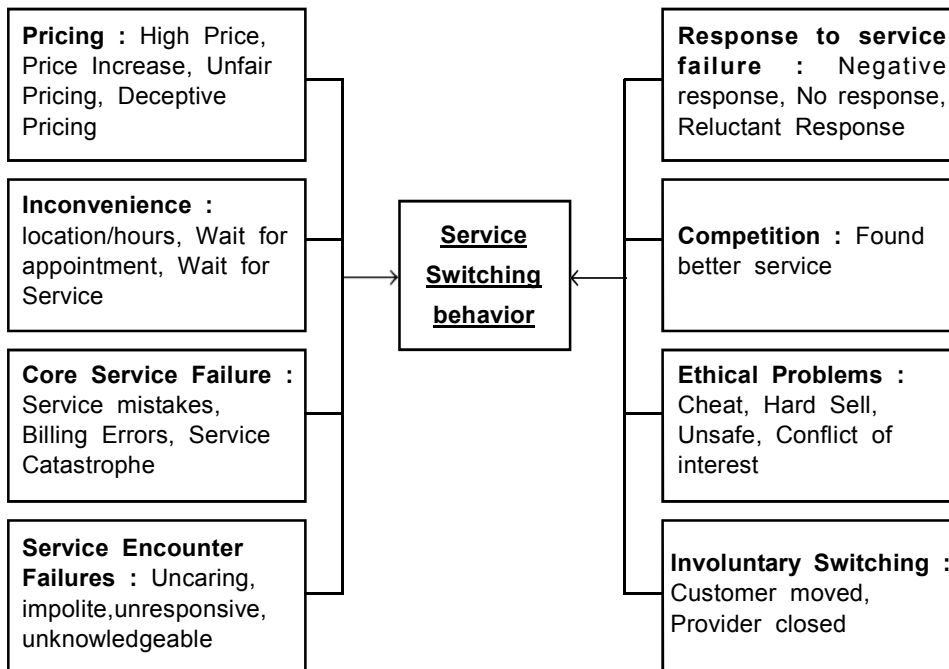 Pricing : High Price,
Price Increase, Unfair
Pricing, Deceptive
Pricing
Inconvenience :
location/hours, Wait for
appointment, Wait for
Service
Core Service Failure :
Service mistakes,
Billing Errors, Service
Catastrophe
Service Encounter
Failures : Uncaring,
impolite,unresponsive,
unknowledgeable
Service
Switching
behavior
Response to service
failure : Negative
response, No response,
Reluctant Response
Competition : Found
better service
Ethical Problems :
Cheat, Hard Sell,
Unsafe, Conflict of
interest
Involuntary Switching :
Customer moved,
Provider closed